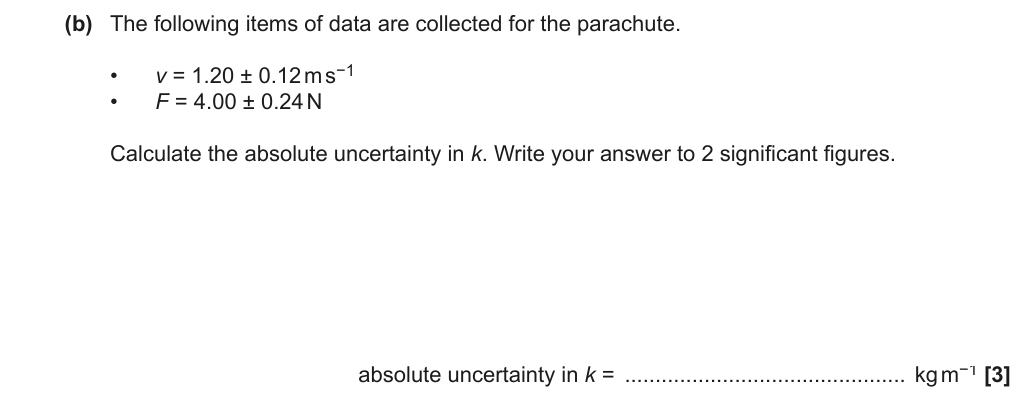 (b) The following items of data are collected for the parachute.
• v = 1.20 ± 0.12 m s⁻¹
• F = 4.00 ± 0.24 N
Calculate the absolute uncertainty in k. Write your answer to 2 significant figures.
absolute uncertainty in k = .............................................. kg m⁻¹ [3]